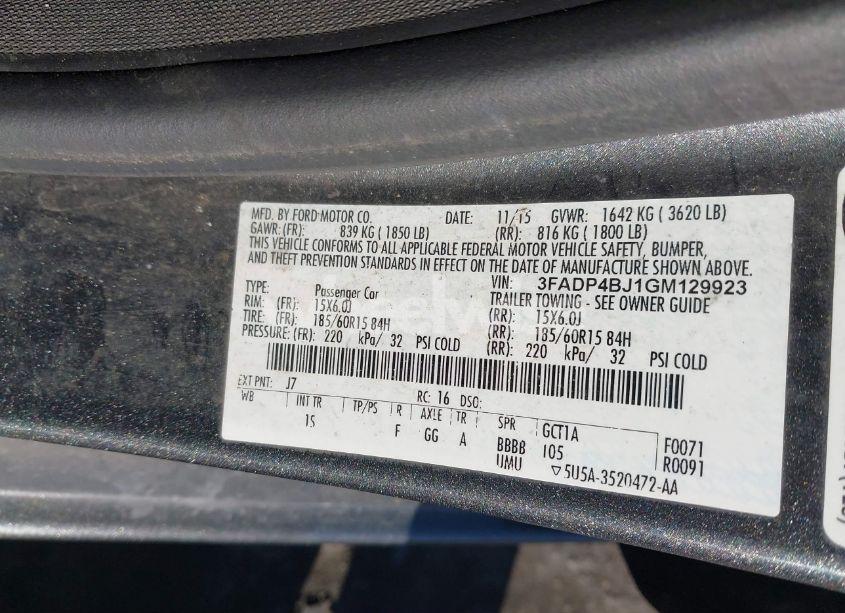 MFD. BY FORD MOTOR CO. DATE: 11/15 GVWR: 1642 KG ( 3620 LB)
GAWR: (FR): 839 KG ( 1850 LB) (RR): 816 KG ( 1800 LB)
THIS VEHICLE CONFORMS TO ALL APPLICABLE FEDERAL MOTOR VEHICLE SAFETY, BUMPER,
AND THEFT PREVENTION STANDARDS IN EFFECT ON THE DATE OF MANUFACTURE SHOWN ABOVE.
VIN: 3FADP4BJ1GM129923
TYPE: Passenger Car TRAILER TOWING - SEE OWNER GUIDE
RIM: (FR): 15X6.0J (RR): 15X6.0J
TIRE: (FR): 185/60R15 84H (RR): 185/60R15 84H
PRESSURE: (FR): 220 kPa/ 32 PSI COLD (RR): 220 kPa/ 32 PSI COLD
EXT PNT: J7 RC: 16 DSO:
WB INT TR TP/PS R AXLE TR SPR GCT1A F0071
15 F GG A BBBB I05 R0091
UMU ▽5U5A-3520472-AA